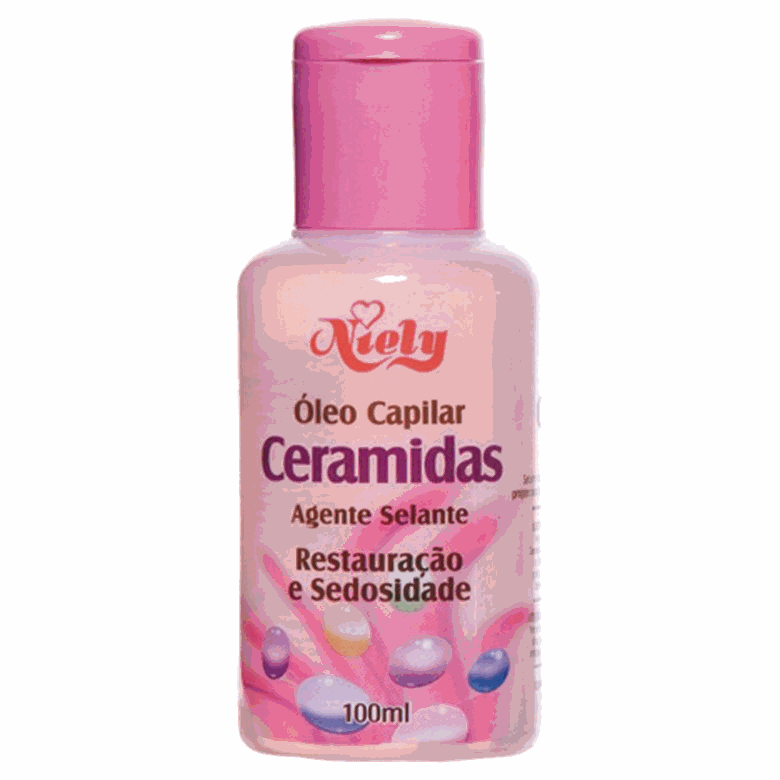 Niely
Óleo Capilar
Ceramidas
Agente Selante
Restauração
e Sedosidade
100ml